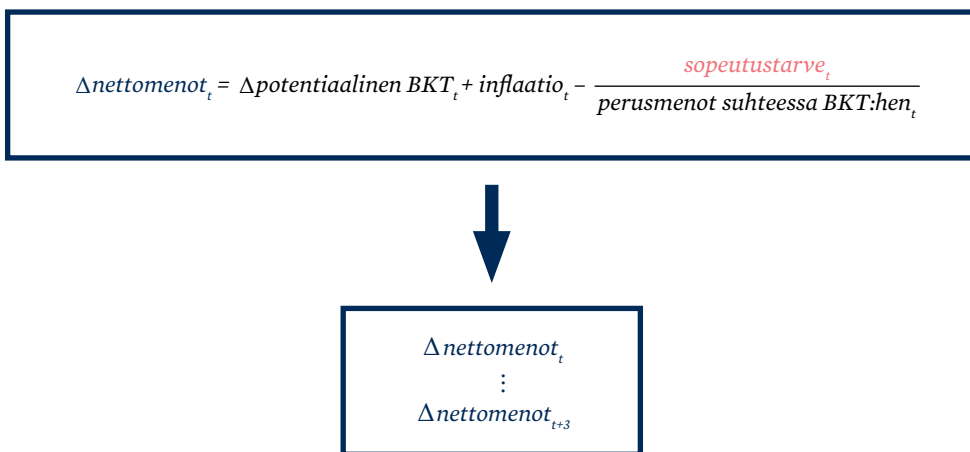 Δnettomenot_t = Δpotentiaalinen BKT_t + inflaatio_t – sopeutustarve_t
perusmenot suhteessa BKT:hen_t
Δnettomenot_t
⋮
Δnettomenot_t+3